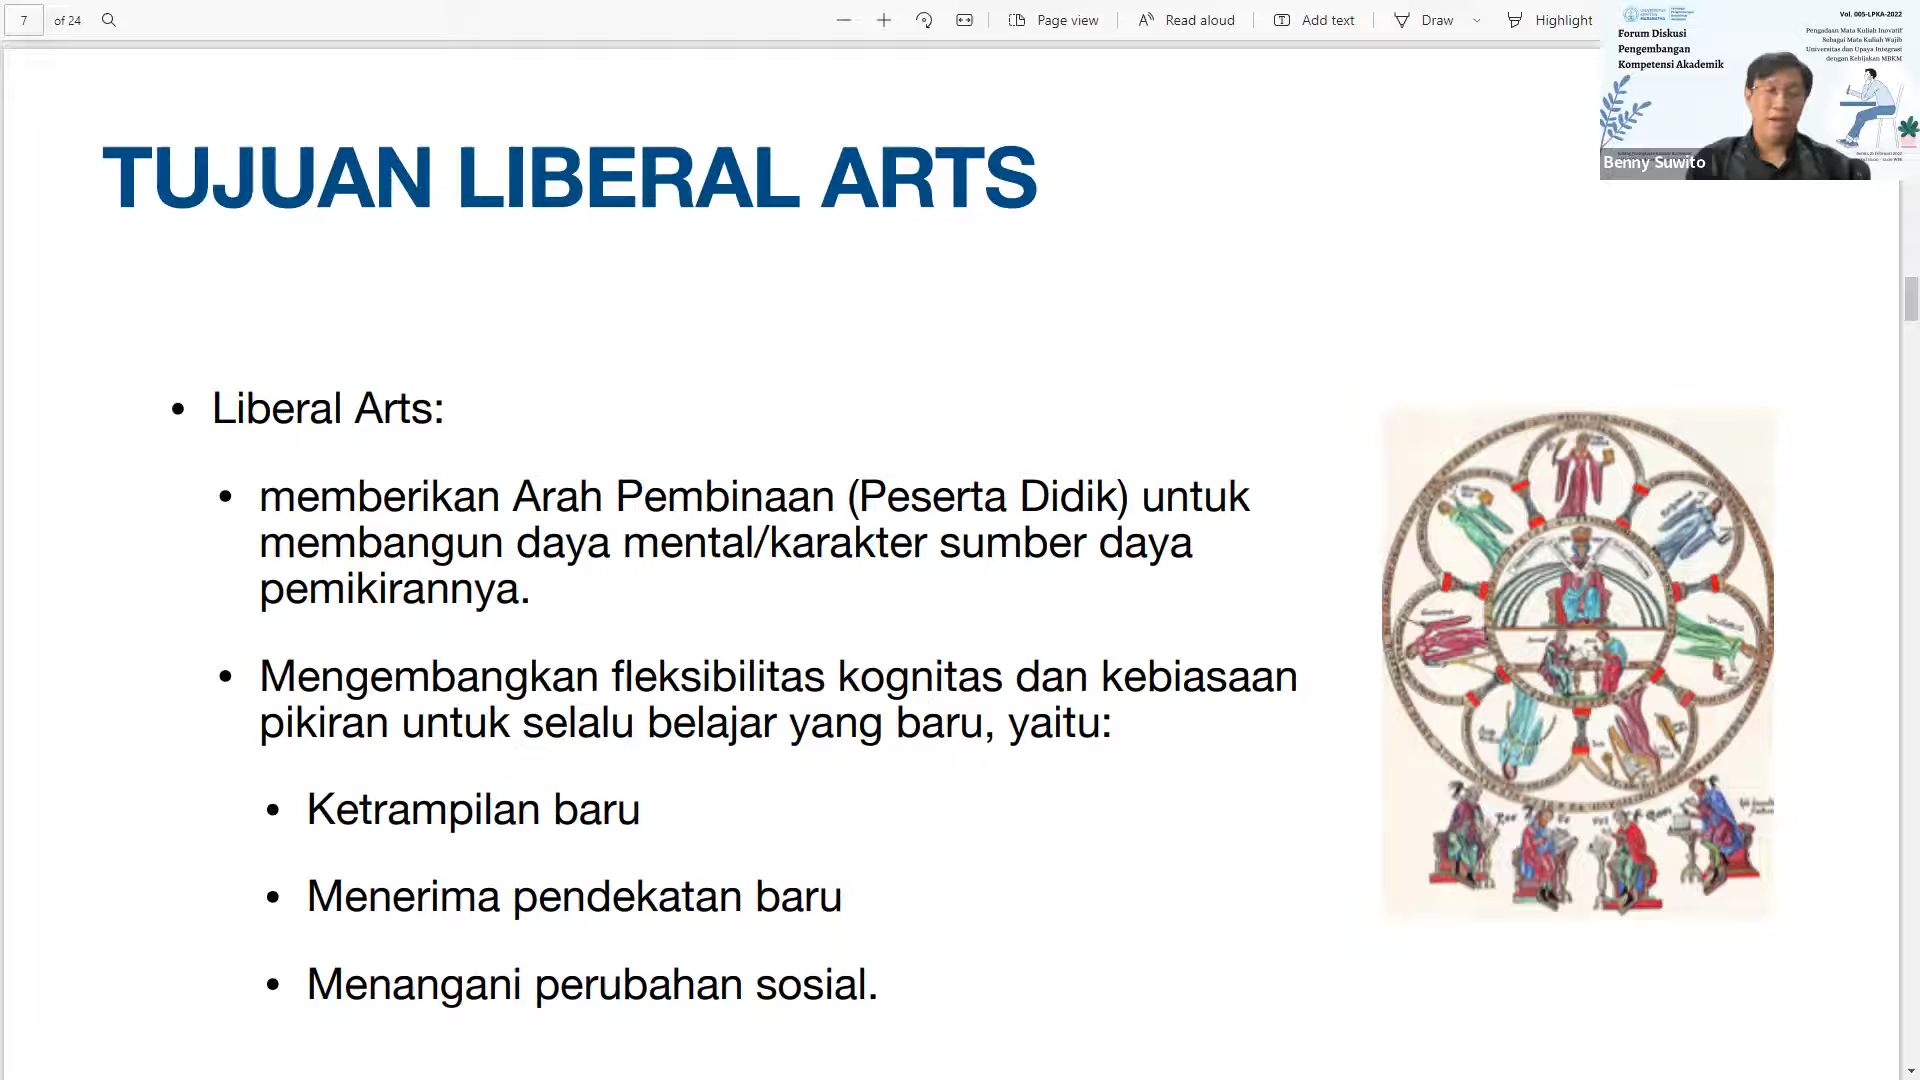 7 of 24
Page view
Read aloud
Add text
Draw
Highlight
UNIVERSITAS
KRISTEN
MARANATHA
Vol. 005-LPKA-2022
Forum Diskusi
Pengembangan
Kompetensi Akademik
Pengadaan Mata Kuliah Inovatif
Sebagai Mata Kuliah Wajib
Universitas dan Upaya Integrasi
dengan Kebijakan MBKM
Benny Suwito
TUJUAN LIBERAL ARTS
• Liberal Arts:
• memberikan Arah Pembinaan (Peserta Didik) untuk
membangun daya mental/karakter sumber daya
pemikirannya.
• Mengembangkan fleksibilitas kognitas dan kebiasaan
pikiran untuk selalu belajar yang baru, yaitu:
• Ketrampilan baru
• Menerima pendekatan baru
• Menangani perubahan sosial.